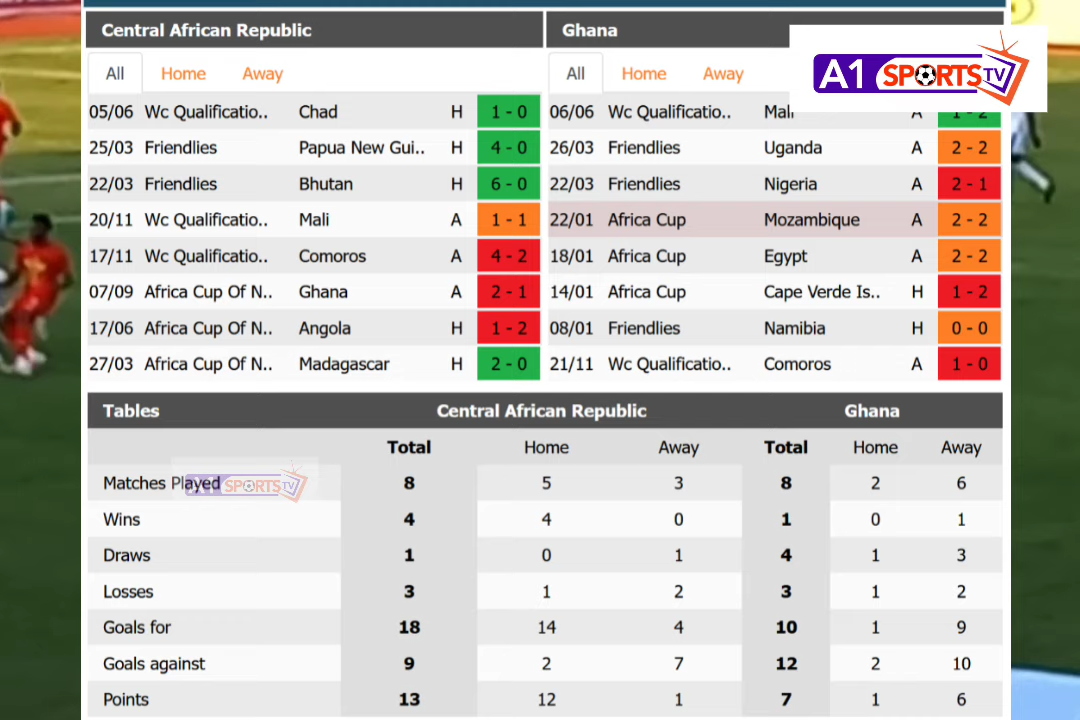 Central African Republic Ghana
A1 SPORTS TV
All Home Away All Home Away
05/06 Wc Qualificatio.. Chad H 1 - 0 06/06 Wc Qualificatio.. Mali A 1 - 2
25/03 Friendlies Papua New Gui.. H 4 - 0 26/03 Friendlies Uganda A 2 - 2
22/03 Friendlies Bhutan H 6 - 0 22/03 Friendlies Nigeria A 2 - 1
20/11 Wc Qualificatio.. Mali A 1 - 1 22/01 Africa Cup Mozambique A 2 - 2
17/11 Wc Qualificatio.. Comoros A 4 - 2 18/01 Africa Cup Egypt A 2 - 2
07/09 Africa Cup Of N.. Ghana A 2 - 1 14/01 Africa Cup Cape Verde Is.. H 1 - 2
17/06 Africa Cup Of N.. Angola H 1 - 2 08/01 Friendlies Namibia H 0 - 0
27/03 Africa Cup Of N.. Madagascar H 2 - 0 21/11 Wc Qualificatio.. Comoros A 1 - 0
Tables Central African Republic Ghana
Total Home Away Total Home Away
Matches Played 8 5 3 8 2 6
A1 SPORTS TV
Wins 4 4 0 1 0 1
Draws 1 0 1 4 1 3
Losses 3 1 2 3 1 2
Goals for 18 14 4 10 1 9
Goals against 9 2 7 12 2 10
Points 13 12 1 7 1 6